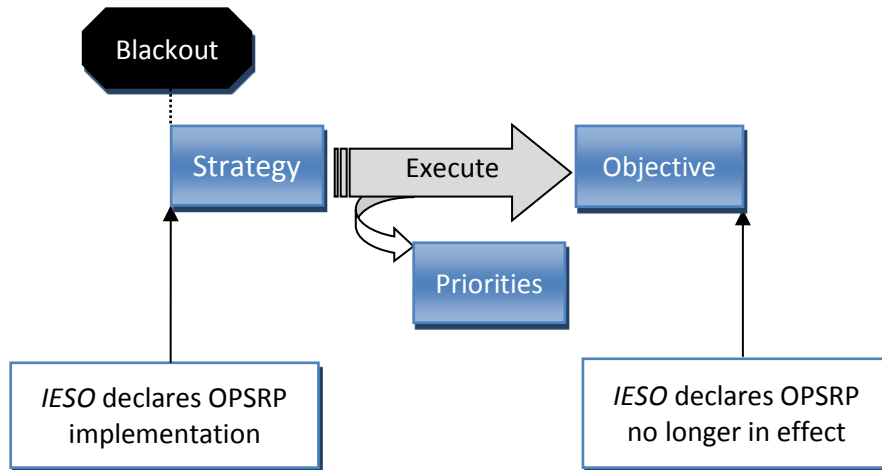 Blackout
Strategy
Execute
Objective
Priorities
IESO declares OPSRP
implementation
IESO declares OPSRP
no longer in effect